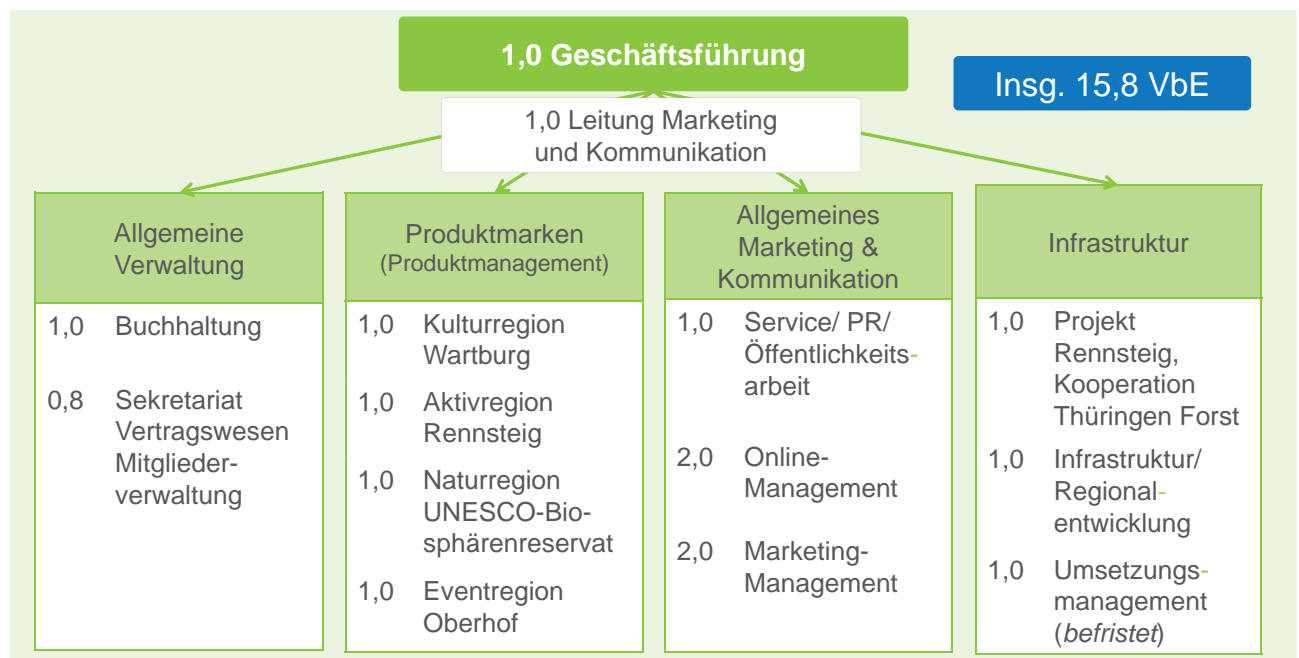 1,0 Geschäftsführung
Insg. 15,8 VbE
1,0 Leitung Marketing
und Kommunikation
Allgemeine
Verwaltung
1,0 Buchhaltung
0,8 Sekretariat
Vertragswesen
Mitglieder-
verwaltung
Produktmarken
(Produktmanagement)
1,0 Kulturregion
Wartburg
1,0 Aktivregion
Rennsteig
1,0 Naturregion
UNESCO-Bio-
sphärenreservat
1,0 Eventregion
Oberhof
Allgemeines
Marketing &
Kommunikation
1,0 Service/ PR/
Öffentlichkeits-
arbeit
2,0 Online-
Management
2,0 Marketing-
Management
Infrastruktur
1,0 Projekt
Rennsteig,
Kooperation
Thüringen Forst
1,0 Infrastruktur/
Regional-
entwicklung
1,0 Umsetzungs-
management
(befristet)